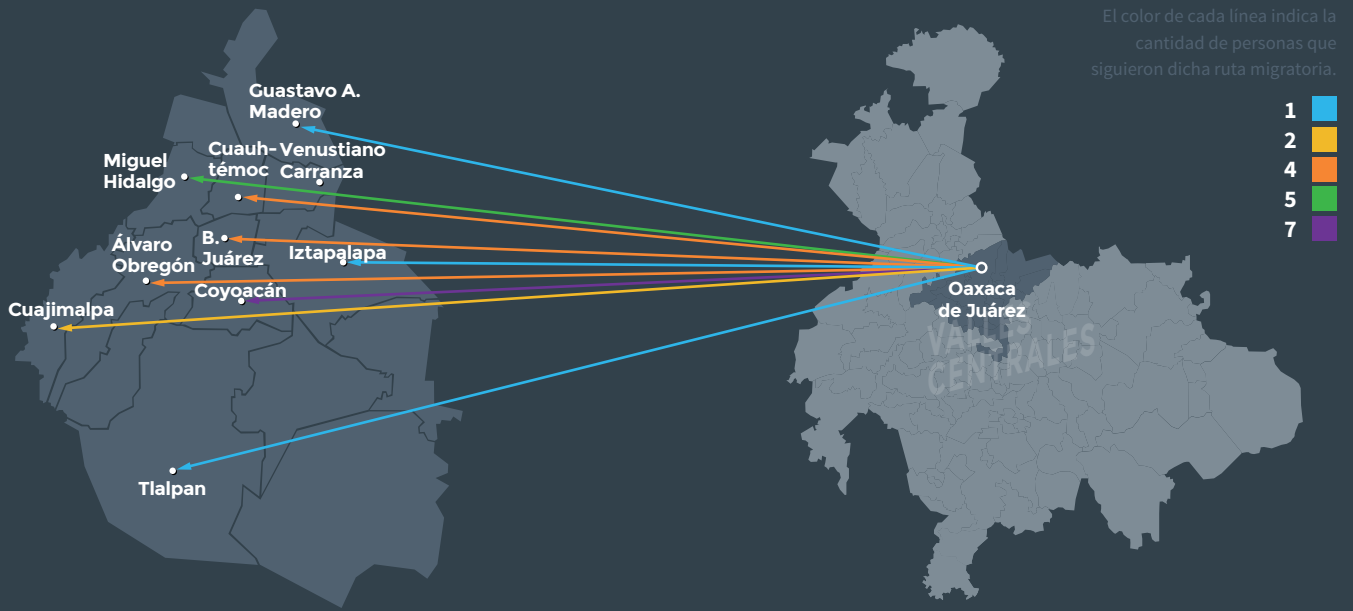 El color de cada linea indica la
cantidad de personas que
siguieron dicha ruta migratoria.
1
2
4
5
7
Guastavo A.
Madero
Cuauh-
témoc
Venustiano
Carranza
Miguel
Hidalgo
B.
Juárez
Iztapalapa
Álvaro
Obregón
Coyoacán
Cuajimalpa
Tlalpan
Oaxaca
de Juárez
VALLES
CENTRALES